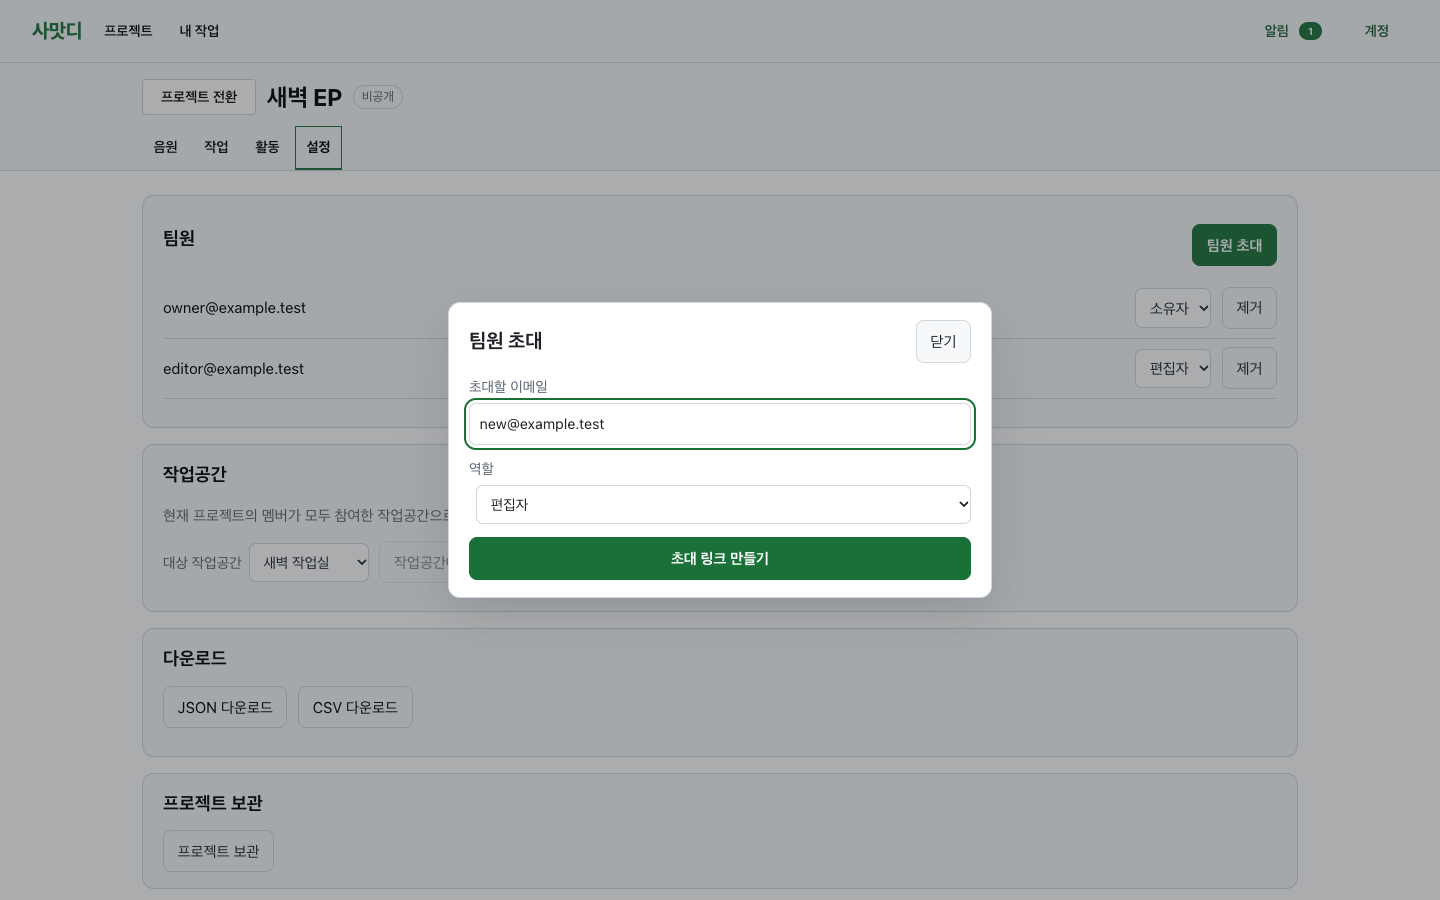 사맛디 프로젝트 내 작업 알림 1 계정
프로젝트 전환 새벽 EP 비공개
음원 작업 활동 설정
팀원
팀원 초대
owner@example.test 소유자 제거
editor@example.test 편집자 제거
팀원 초대 닫기
초대할 이메일
new@example.test
역할
편집자
초대 링크 만들기
작업공간
현재 프로젝트의 멤버가 모두 참여한 작업공간으
대상 작업공간 새벽 작업실 작업공간
다운로드
JSON 다운로드 CSV 다운로드
프로젝트 보관
프로젝트 보관